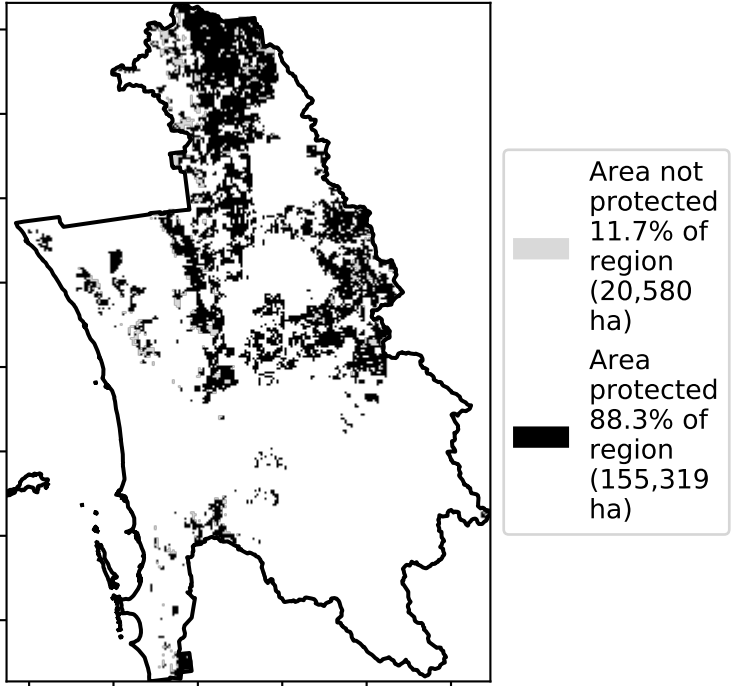 Area not
protected
11.7% of
region
(20,580
ha)
Area
protected
88.3% of
region
(155,319
ha)